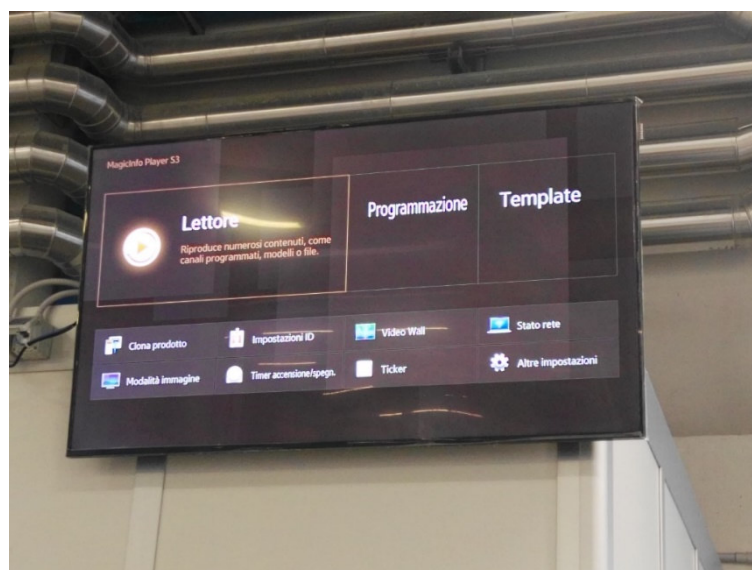 MagicInfo Player S3
Lettore
Riproduce numerosi contenuti, come
canali programmati, modelli o file.
Programmazione
Template
Clona prodotto
Impostazioni ID
Video Wall
Stato rete
Modalità immagine
Timer accensione/spegn.
Ticker
Altre impostazioni